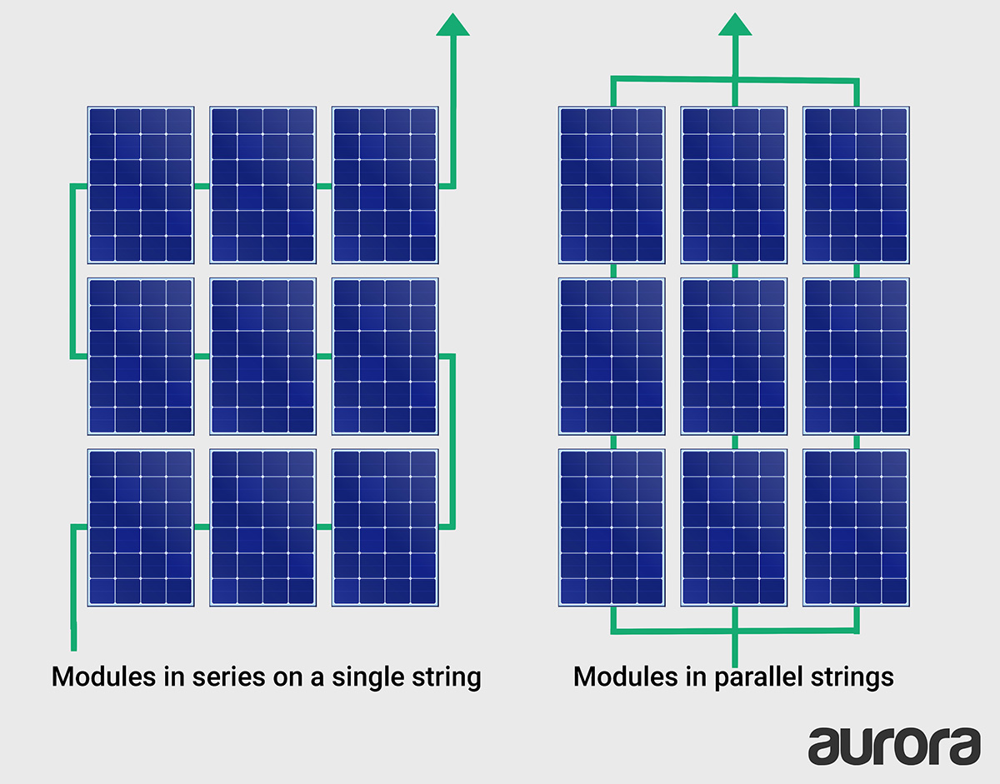 Modules in series on a single string
Modules in parallel strings
aurora